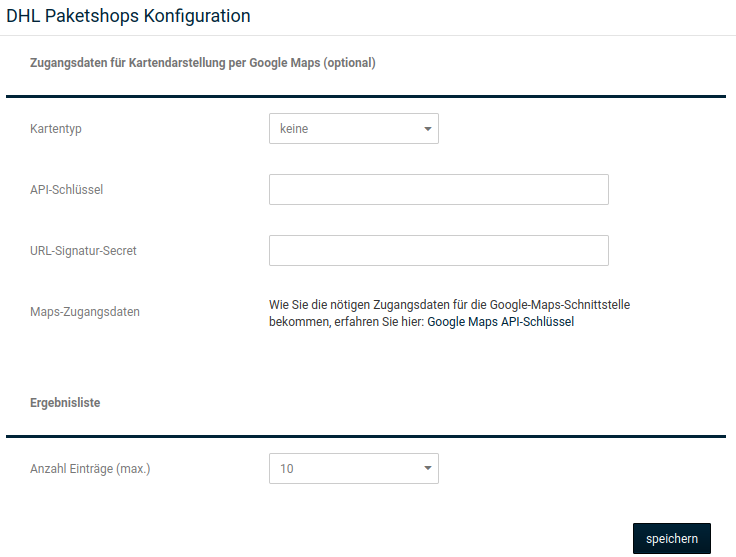 DHL Paketshops Konfiguration
Zugangsdaten für Kartendarstellung per Google Maps (optional)
Kartentyp
keine
API-Schlüssel
URL-Signatur-Secret
Maps-Zugangsdaten
Wie Sie die nötigen Zugangsdaten für die Google-Maps-Schnittstelle
bekommen, erfahren Sie hier: Google Maps API-Schlüssel
Ergebnisliste
Anzahl Einträge (max.)
10
speichern